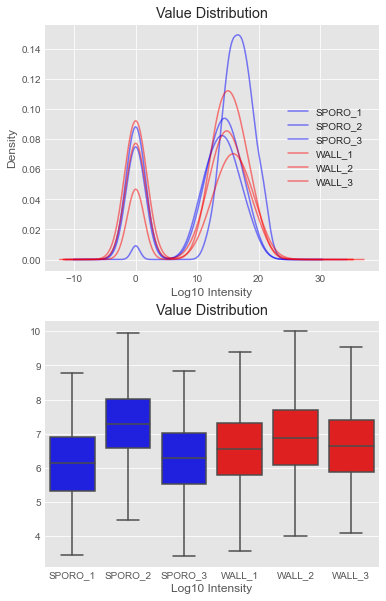 Value Distribution
0.14
0.12
0.10
0.08
0.06
0.04
0.02
0.00
Density
SPORO_1
SPORO_2
SPORO_3
WALL_1
WALL_2
WALL_3
−10 0 10 20 30
Log10 Intensity
Value Distribution
10
9
8
7
6
5
4
SPORO_1 SPORO_2 SPORO_3 WALL_1 WALL_2 WALL_3
Log10 Intensity